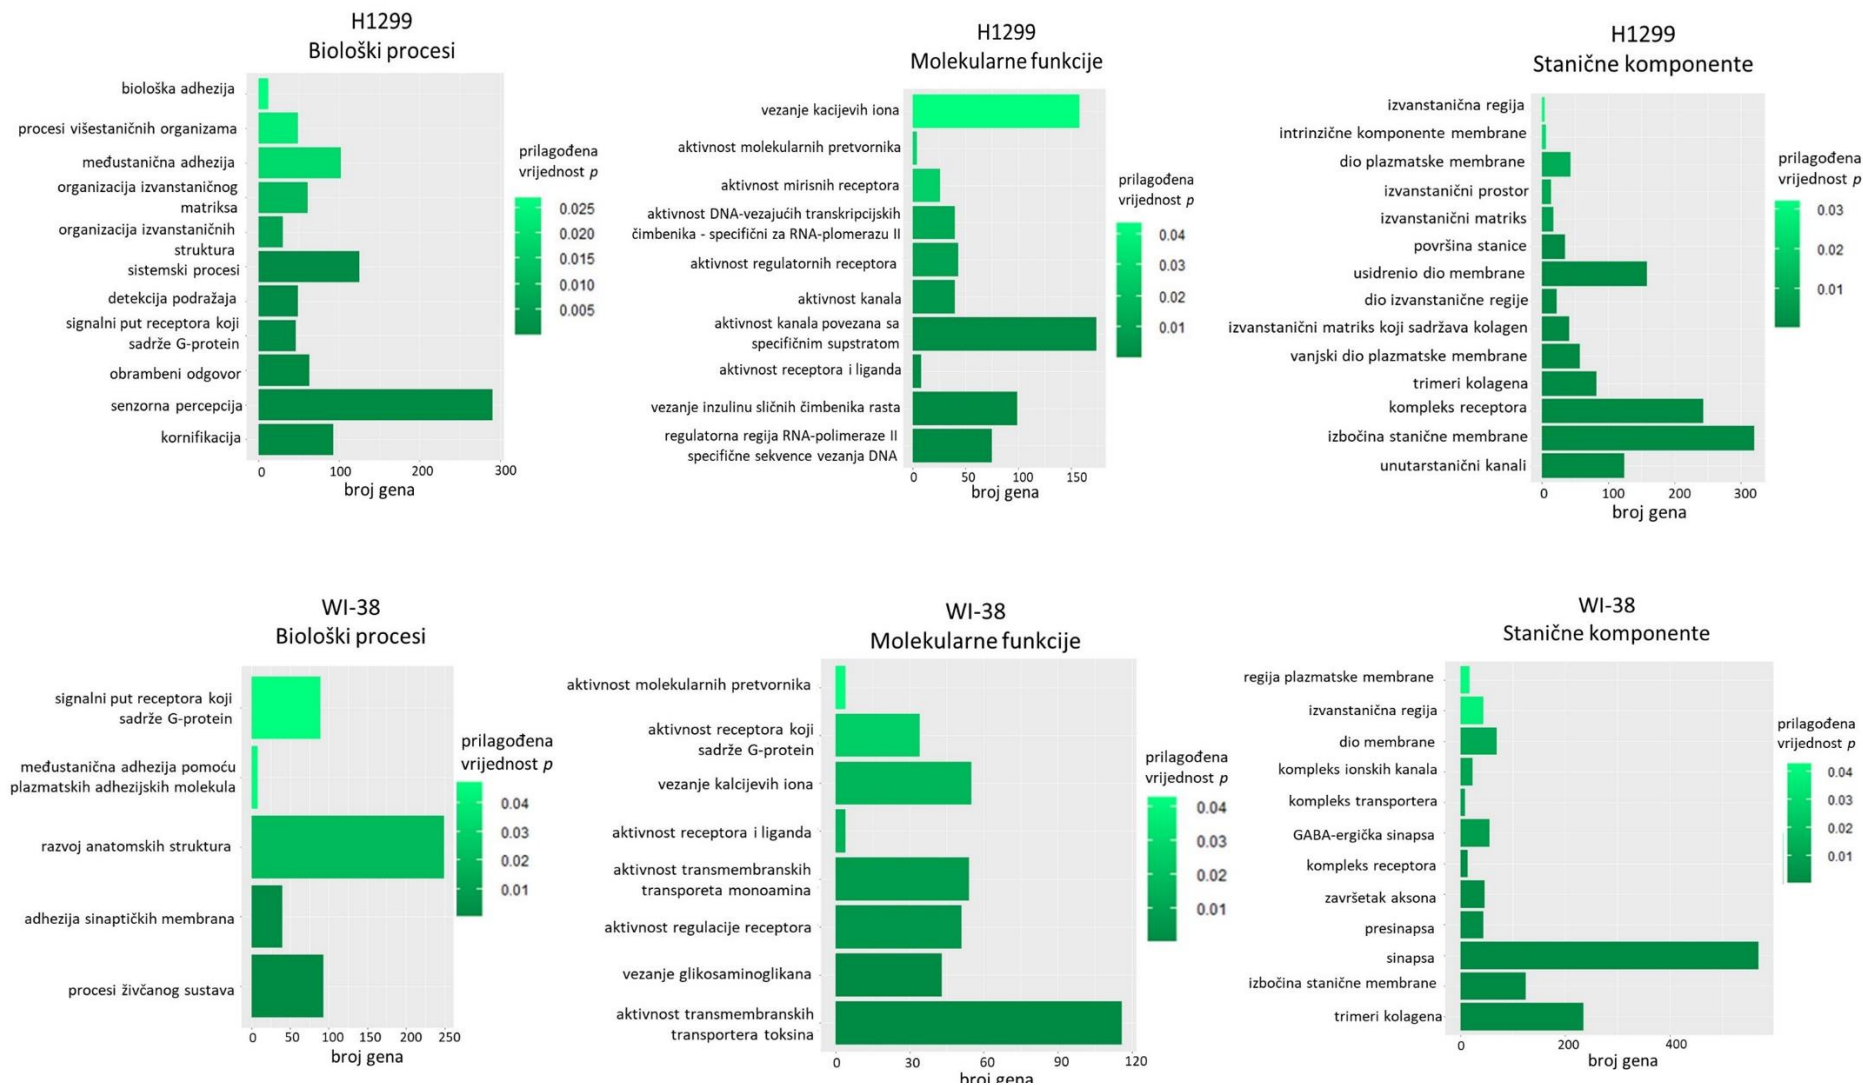 H1299
Biološki procesi
biološka adhezija
procesi višestaničnih organizama
međustanična adhezija
organizacija izvanstaničnog
matriksa
organizacija izvanstaničnih
struktura
sistemski procesi
detekcija podražaja
signalni put receptora koji
sadrže G-protein
obrambeni odgovor
senzorna percepcija
kornifikacija
0 100 200 300
broj gena
prilagođena
vrijednost p
0.025
0.020
0.015
0.010
0.005
H1299
Molekularne funkcije
vezanje kacijevih iona
aktivnost molekularnih pretvornika
aktivnost mirisnih receptora
aktivnost DNA-vezajućih transkripcijskih
čimbenika - specifični za RNA-plomerazu II
aktivnost regulatornih receptora
aktivnost kanala
aktivnost kanala povezana sa
specifičnim supstratom
aktivnost receptora i liganda
vezanje inzulinu sličnih čimbenika rasta
regulatorna regija RNA-polimeraze II
specifične sekvence vezanja DNA
0 50 100 150
broj gena
prilagođena
vrijednost p
0.04
0.03
0.02
0.01
H1299
Stanične komponente
izvanstanična regija
intrinzične komponente membrane
dio plazmatske membrane
izvanstanični prostor
izvanstanični matriks
površina stanice
usidrenio dio membrane
dio izvanstanične regije
izvanstanični matriks koji sadržava kolagen
vanjski dio plazmatske membrane
trimeri kolagena
kompleks receptora
izbočina stanične membrane
unutarstanični kanali
0 100 200 300
broj gena
prilagođena
vrijednost p
0.03
0.02
0.01
WI-38
Biološki procesi
signalni put receptora koji
sadrže G-protein
međustanična adhezija pomoću
plazmatskih adhezijskih molekula
razvoj anatomskih struktura
adhezija sinaptičkih membrana
procesi živčanog sustava
0 50 100 150 200 250
broj gena
prilagođena
vrijednost p
0.04
0.03
0.02
0.01
WI-38
Molekularne funkcije
aktivnost molekularnih pretvornika
aktivnost receptora koji
sadrže G-protein
vezanje kalcijevih iona
aktivnost receptora i liganda
aktivnost transmembranskih
transporeta monoamina
aktivnost regulacije receptora
vezanje glikosaminoglikana
aktivnost transmembranskih
transportera toksina
0 30 60 90 120
broj gena
prilagođena
vrijednost p
0.04
0.03
0.02
0.01
WI-38
Stanične komponente
regija plazmatske membrane
izvanstanična regija
dio membrane
kompleks ionskih kanala
kompleks transportera
GABA-ergička sinapsa
kompleks receptora
završetak aksona
presinapsa
sinapsa
izbočina stanične membrane
trimeri kolagena
0 200 400
broj gena
prilagođena
vrijednost p
0.04
0.03
0.02
0.01